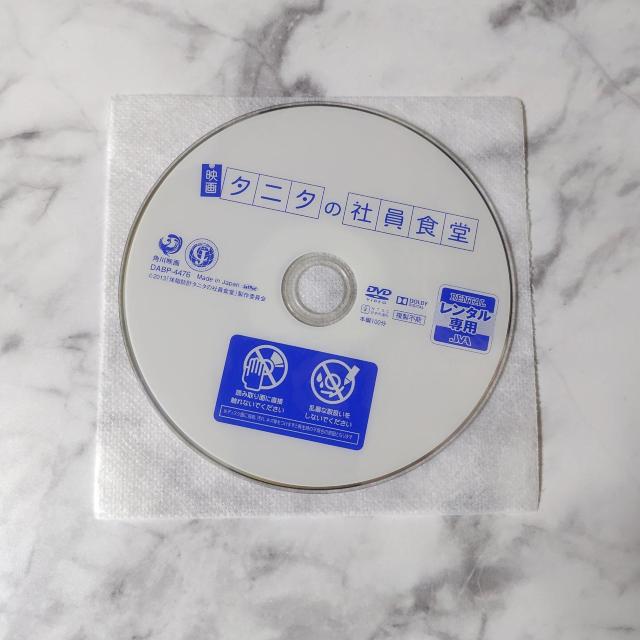 映画
タニタの社員食堂
角川映画
DABP-4476 Made in Japan
©2013「体脂肪計タニタの社員食堂」製作委員会
DVD
VIDEO
DOLBY
複製不能
本編100分
RENTAL
レンタル
専用
JVA
読み取り面に直接
触れないでください
乱暴な取扱いを
しないでください